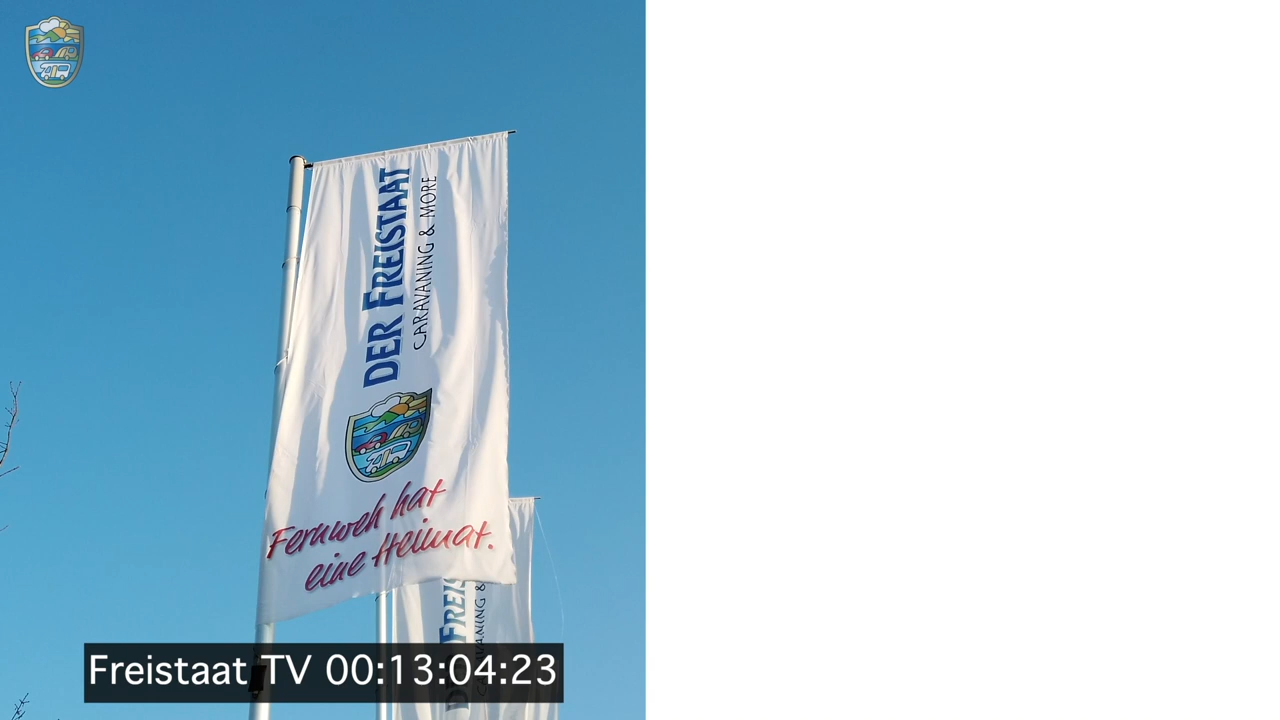 DER FREISTAAT
CARAVANING & MORE
Fernweh hat
eine Heimat.
Freistaat TV 00:13:04:23